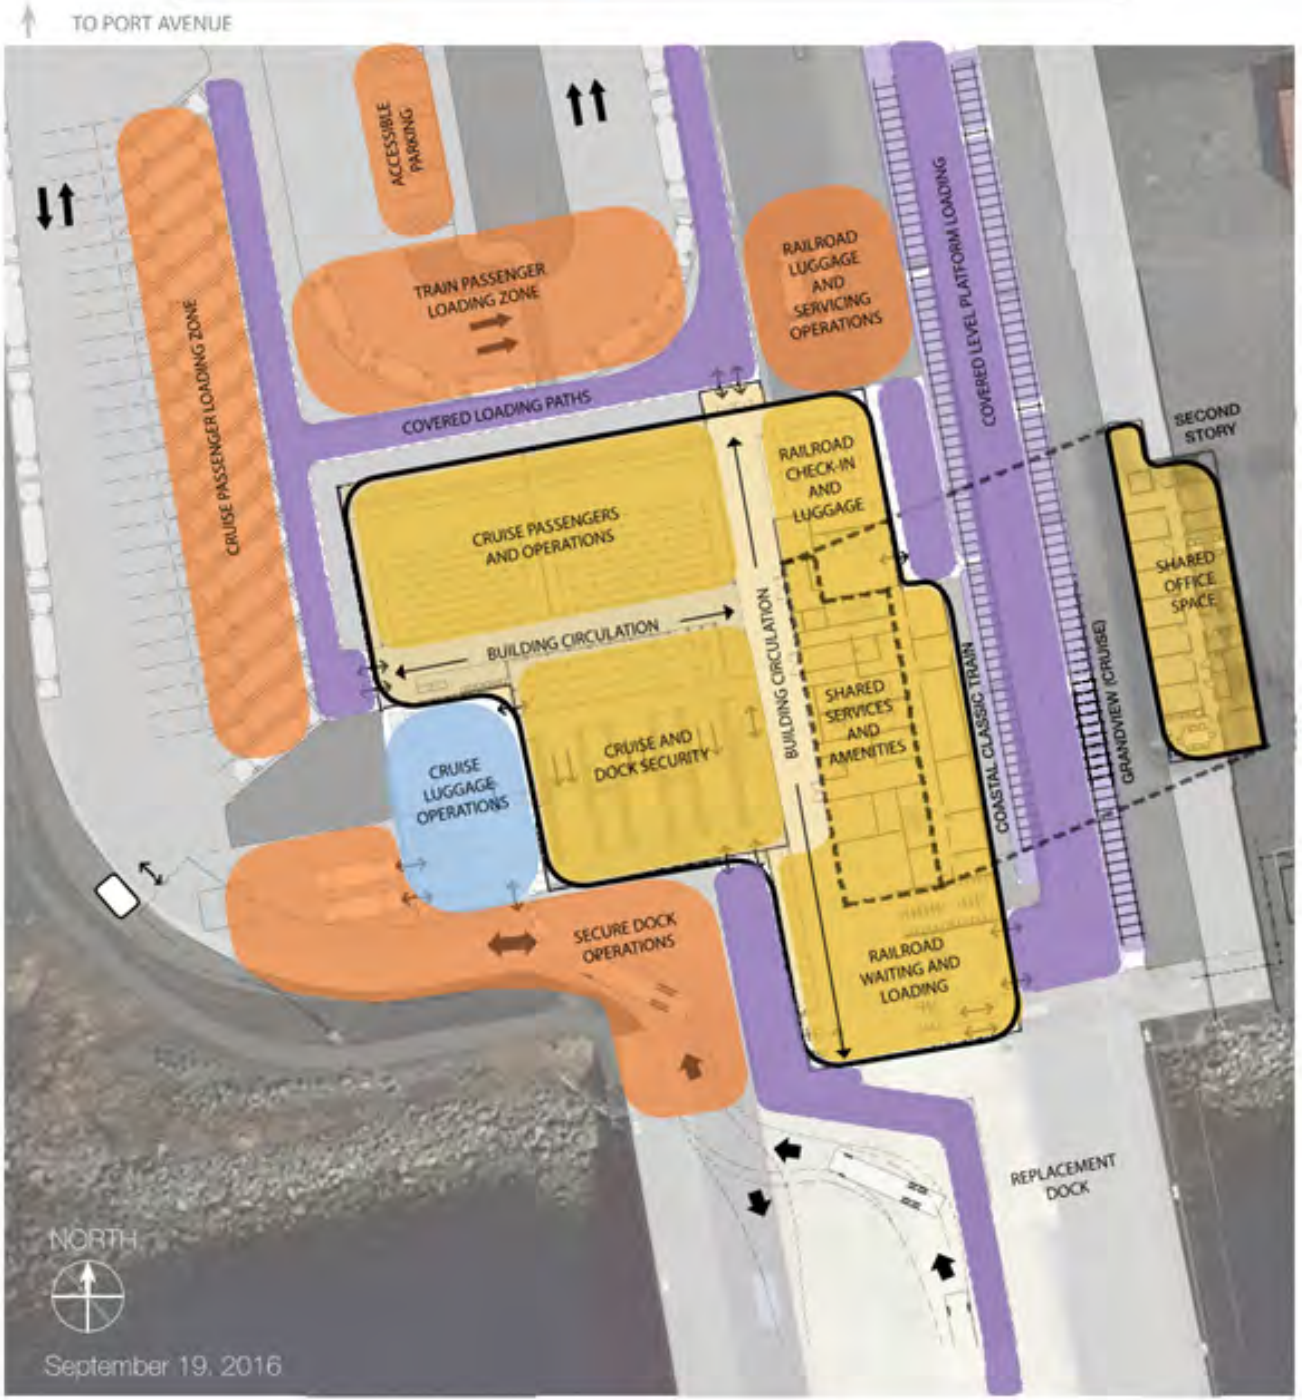 TO PORT AVENUE
ACCESSIBLE
PARKING
TRAIN PASSENGER
LOADING ZONE
RAILROAD
LUGGAGE
AND
SERVICING
OPERATIONS
COVERED LEVEL PLATFORM LOADING
CRUISE PASSENGER LOADING ZONE
COVERED LOADING PATHS
SECOND
STORY
RAILROAD
CHECK-IN
AND
LUGGAGE
CRUISE PASSENGERS
AND OPERATIONS
SHARED
OFFICE
SPACE
BUILDING CIRCULATION
BUILDING CIRCULATION
SHARED
SERVICES
AND
AMENITIES
COASTAL CLASSIC TRAIN
GRANDVIEW (CRUISE)
CRUISE AND
DOCK SECURITY
CRUISE
LUGGAGE
OPERATIONS
SECURE DOCK
OPERATIONS
RAILROAD
WAITING AND
LOADING
REPLACEMENT
DOCK
NORTH
September 19, 2016